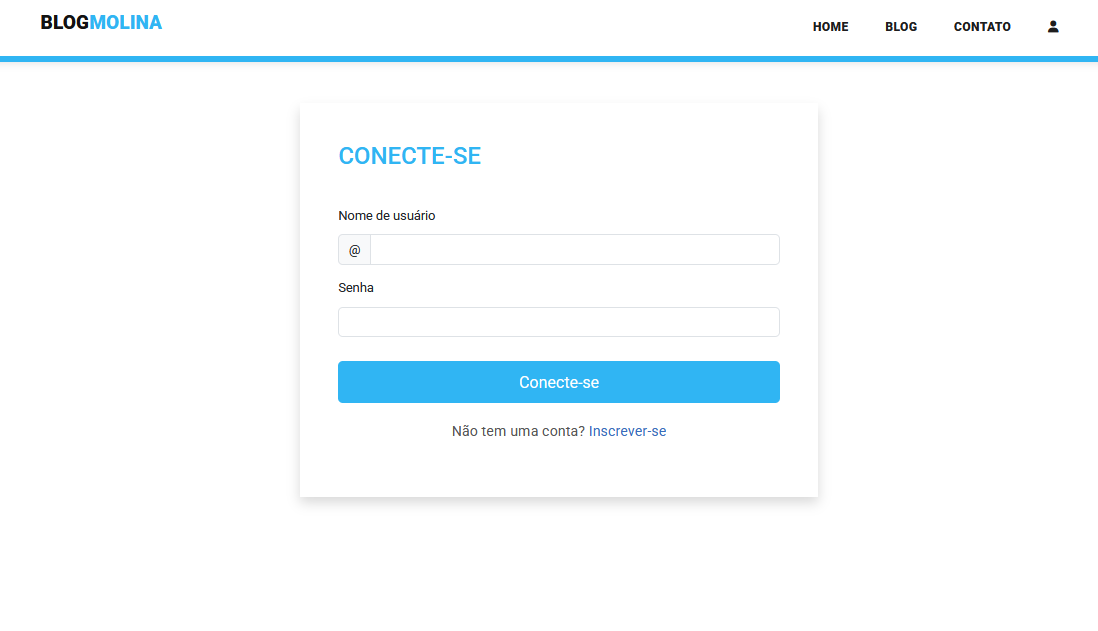 BLOGMOLINA
HOME BLOG CONTATO
CONECTE-SE
Nome de usuário
@
Senha
Conecte-se
Não tem uma conta? Inscrever-se